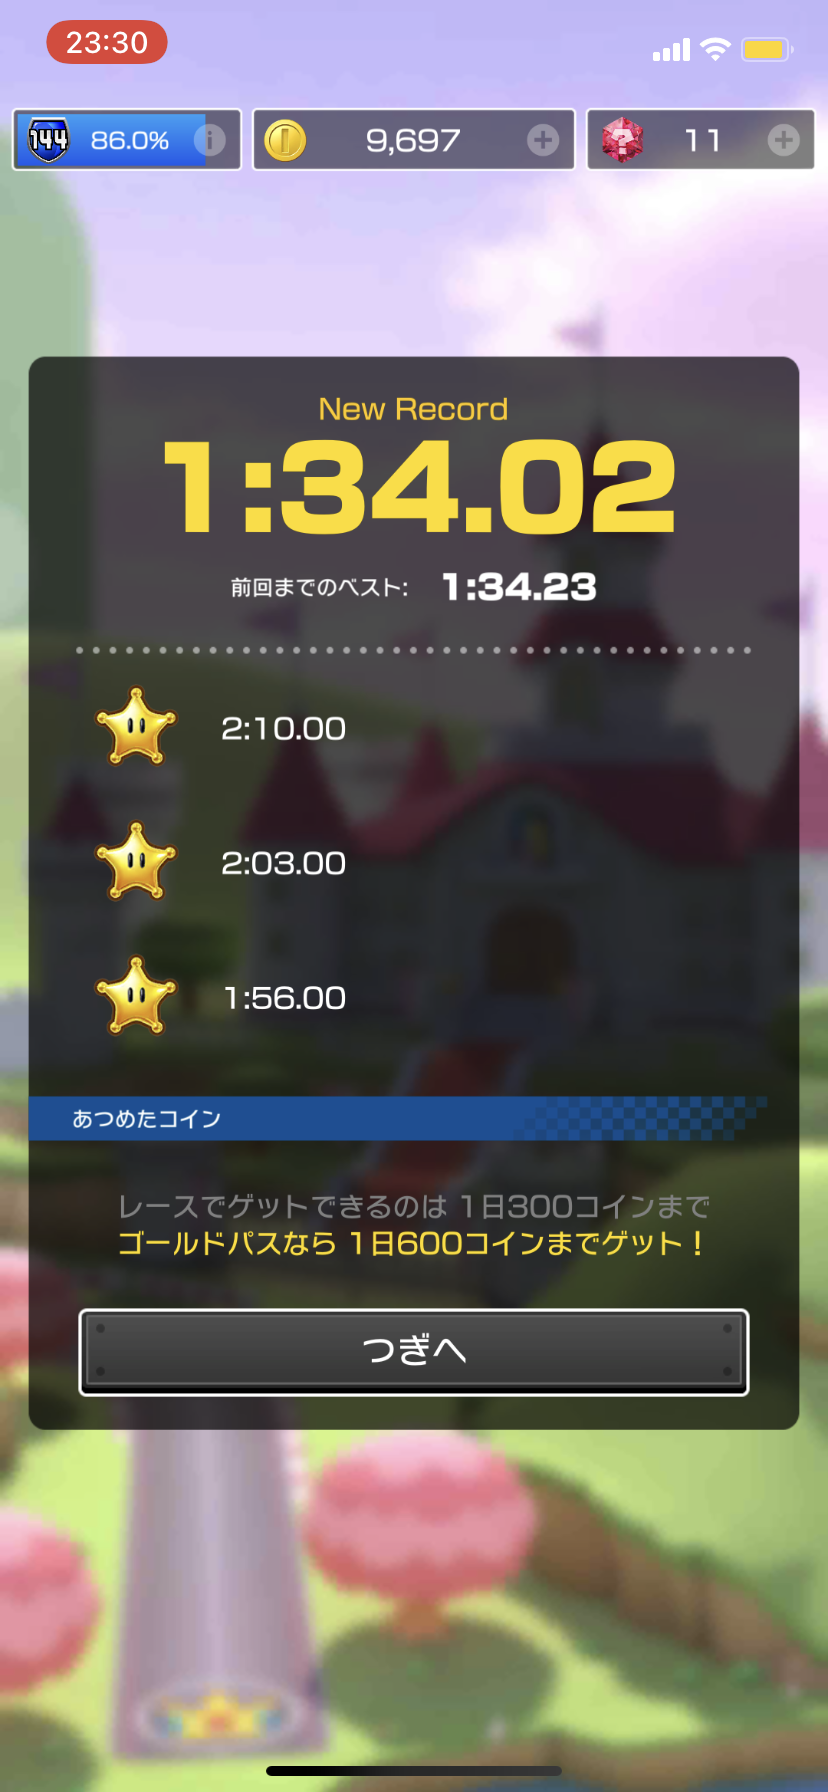 23:30
144 86.0% 9,697 11
New Record
1:34.02
前回までのベスト: 1:34.23
2:10.00
2:03.00
1:56.00
あつめたコイン
レースでゲットできるのは 1日300コインまで
ゴールドパスなら 1日600コインまでゲット！
つぎへ